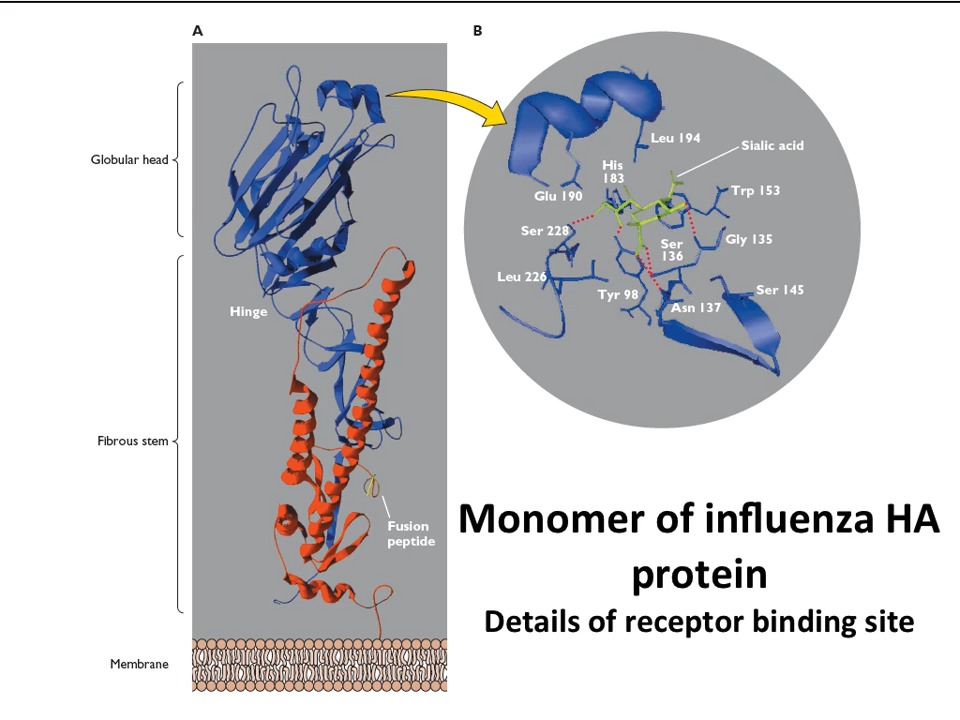 A
Globular head
Hinge
Fibrous stem
Fusion
peptide
Membrane
B
Leu 194
Sialic acid
His
183
Glu 190
Trp 153
Ser 228
Gly 135
Ser
136
Leu 226
Tyr 98
Ser 145
Asn 137
Monomer of influenza HA
protein
Details of receptor binding site